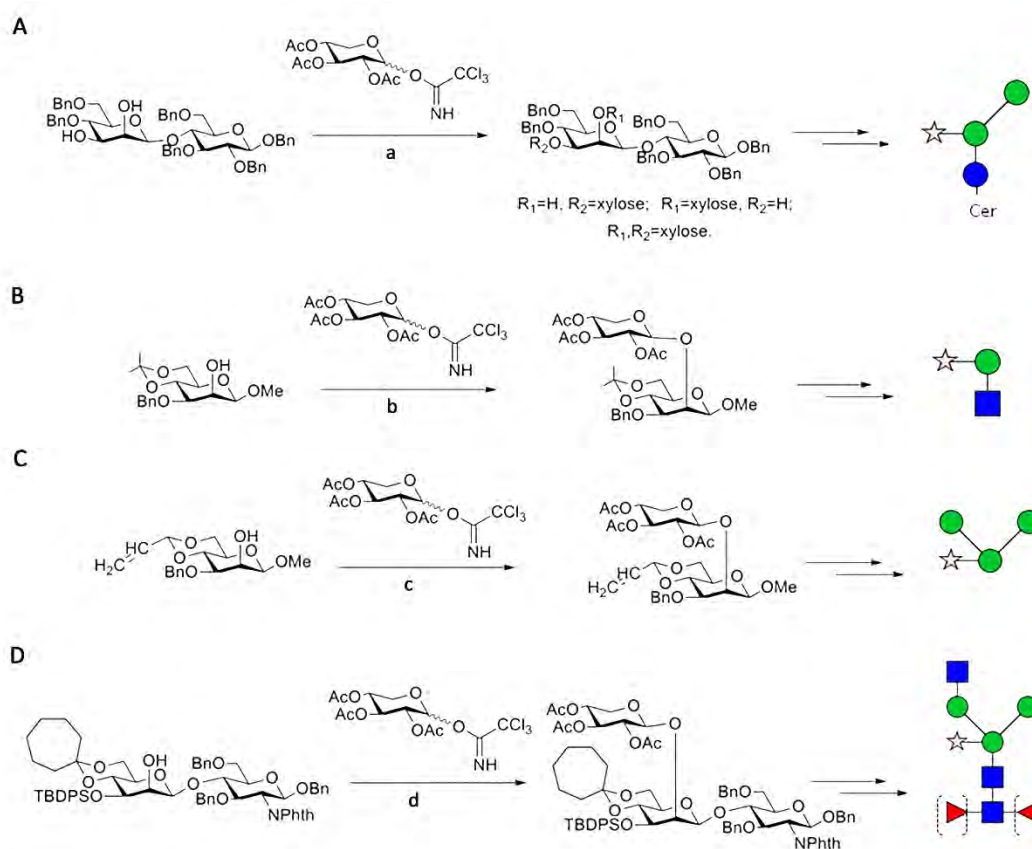 A
AcO O
AcO OAc O CCl3
NH
BnO OH BnO
BnO O O
HO O BnO OBn
OBn
a
BnO OR1 BnO
BnO O O
R2O O BnO OBn
OBn
R1=H, R2=xylose; R1=xylose, R2=H;
R1,R2=xylose.
Cer
B
AcO O
AcO OAc O CCl3
NH
O OH
O O
BnO OMe
b
AcO O O
AcO OAc
O O
O OMe
BnO
C
AcO O
AcO OAc O CCl3
NH
H2C H O OH
O O
BnO OMe
c
AcO O O
AcO OAc
H2C H O O
O OMe
BnO
D
AcO O
AcO OAc O CCl3
NH
O OH BnO
O O O
TBDPSO O BnO OBn
NPhth
d
AcO O O
AcO OAc
O O BnO O
O O BnO OBn
TBDPSO NPhth